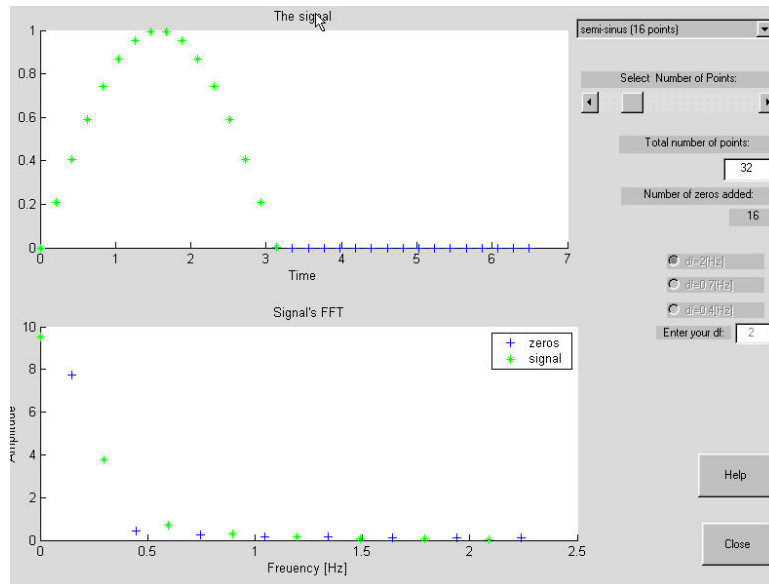 The signal
1
0.8
0.6
0.4
0.2
0
0 1 2 3 4 5 6 7
Time
Signal's FFT
10
8
6
4
2
0
Amplitude
zeros
signal
0 0.5 1 1.5 2 2.5
Freuency [Hz]
semi-sinus (16 points)
Select Number of Points:
Total number of points:
32
Number of zeros added:
16
df=2[Hz]
df=0.7[Hz]
df=0.4[Hz]
Enter your df: 2
Help
Close